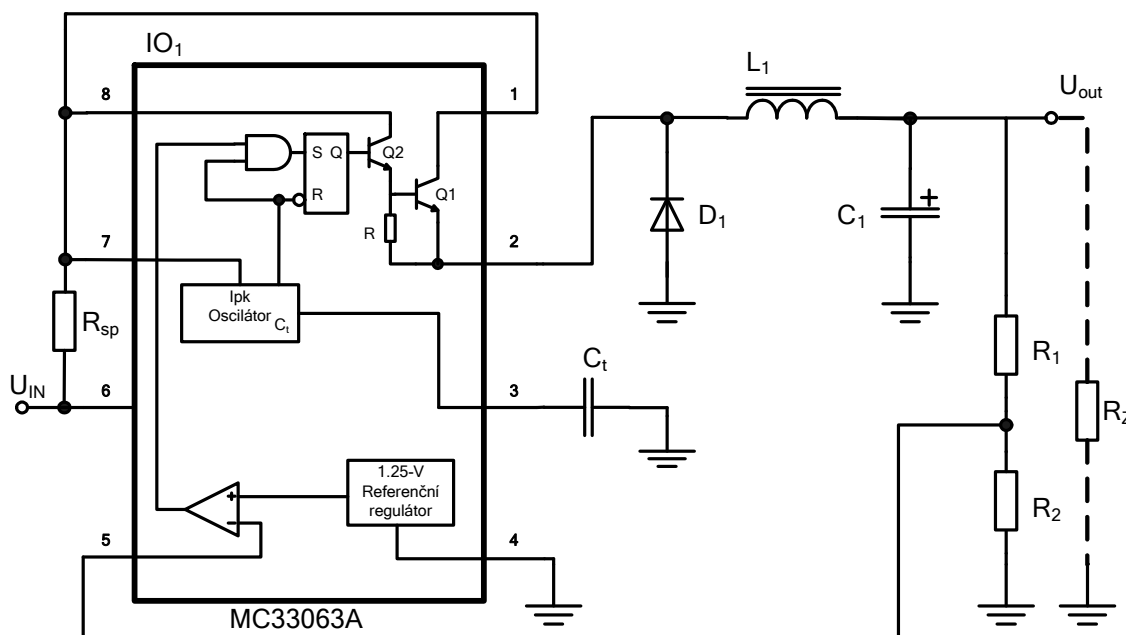 IO1
L1
Uout
8
1
S Q
Q2
R
Q1
R
D1
C1
7
2
Ipk
Oscilátor Ct
Rsp
R1
Ct
UIN
6
3
RZ
1.25-V
Referenční
regulátor
R2
5
4
MC33063A